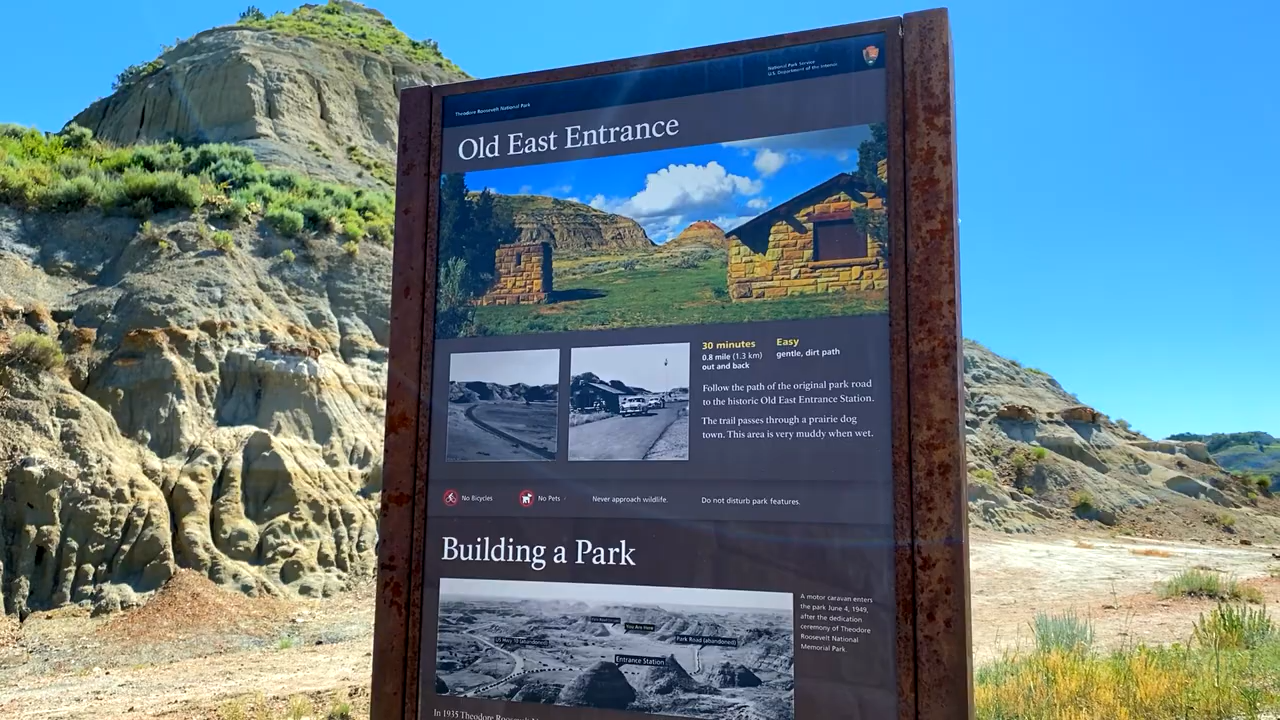 Theodore Roosevelt National Park
National Park Service
U.S. Department of the Interior
Old East Entrance
30 minutes
0.8 mile (1.3 km)
out and back
Easy
gentle, dirt path
Follow the path of the original park road
to the historic Old East Entrance Station.
The trail passes through a prairie dog
town. This area is very muddy when wet.
No Bicycles
No Pets
Never approach wildlife.
Do not disturb park features.
Building a Park
You Are Here
US Hwy 10 (abandoned)
Park Road (abandoned)
Entrance Station
A motor caravan enters
the park June 4, 1949,
after the dedication
ceremony of Theodore
Roosevelt National
Memorial Park.
In 1935 Theodore Roosevelt